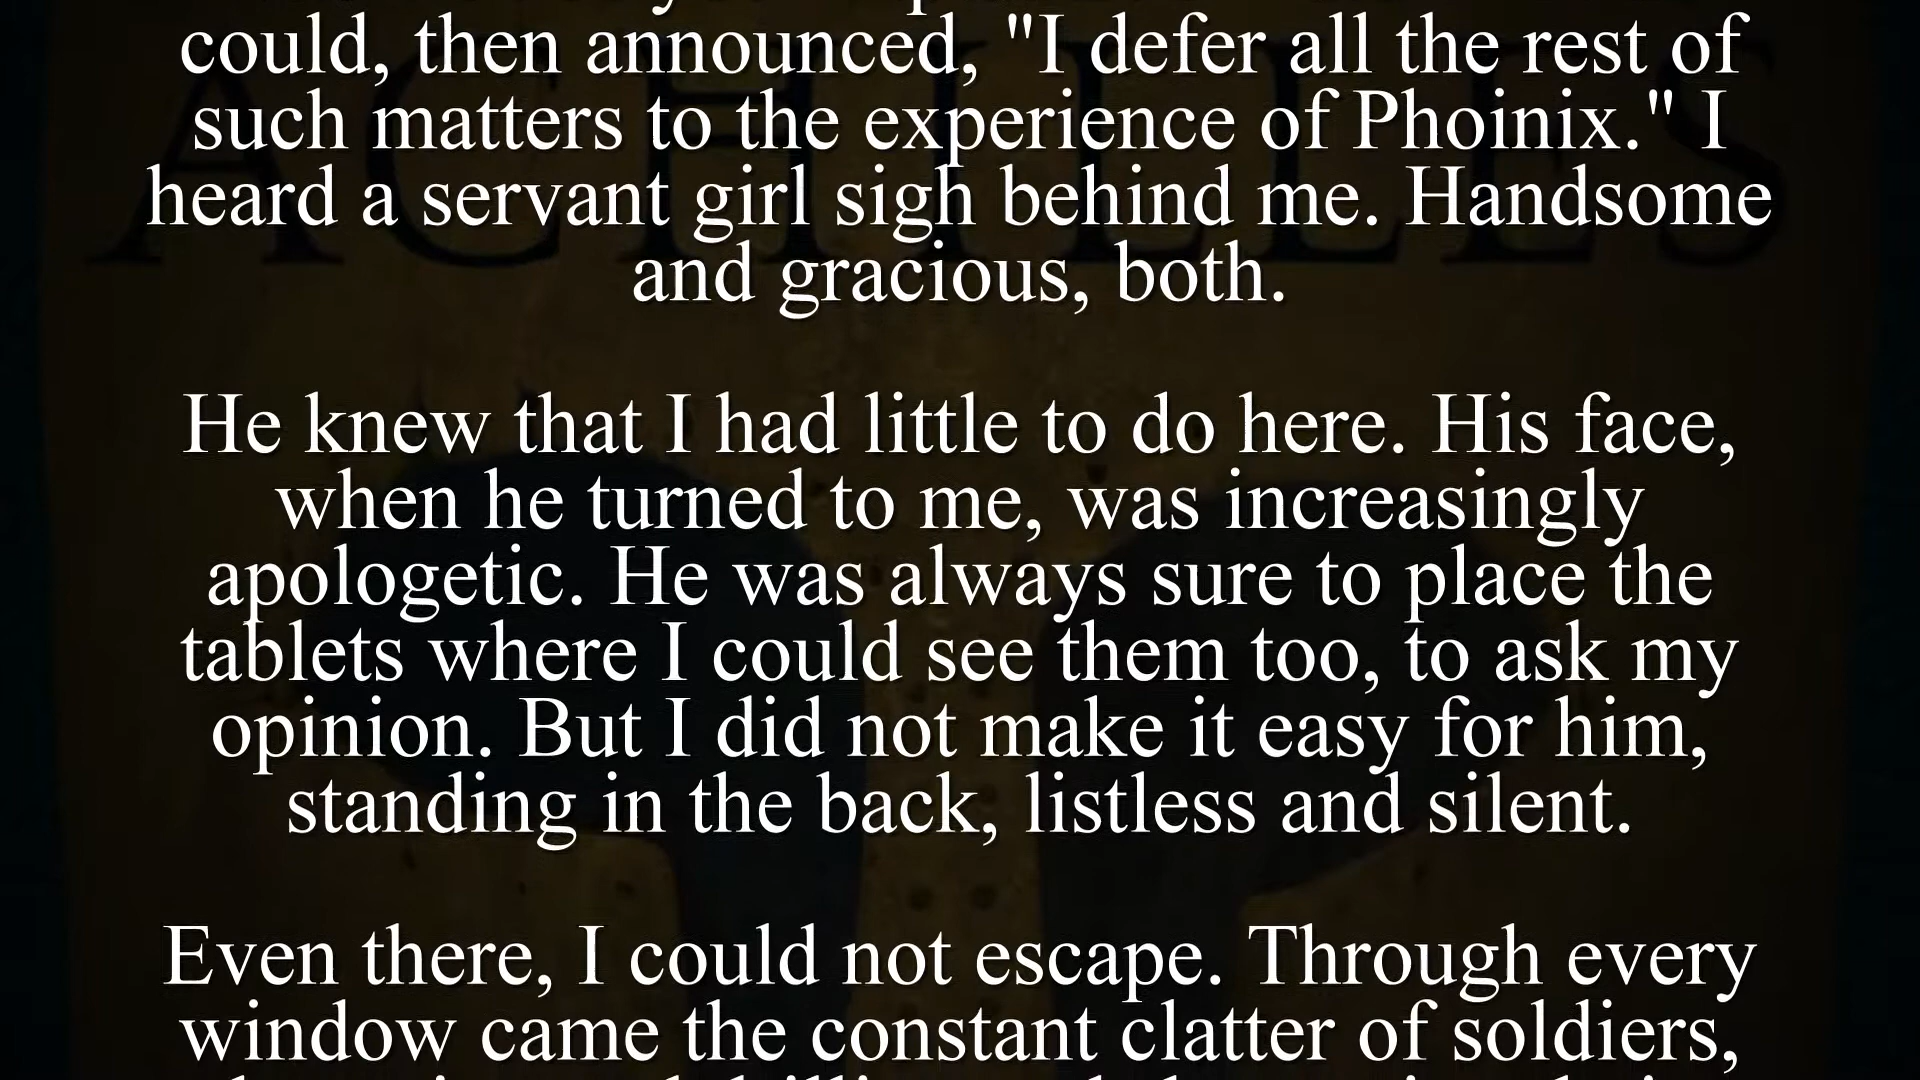 could, then announced, "I defer all the rest of
such matters to the experience of Phoinix." I
heard a servant girl sigh behind me. Handsome
and gracious, both.
He knew that I had little to do here. His face,
when he turned to me, was increasingly
apologetic. He was always sure to place the
tablets where I could see them too, to ask my
opinion. But I did not make it easy for him,
standing in the back, listless and silent.
Even there, I could not escape. Through every
window came the constant clatter of soldiers,
ACHILLES